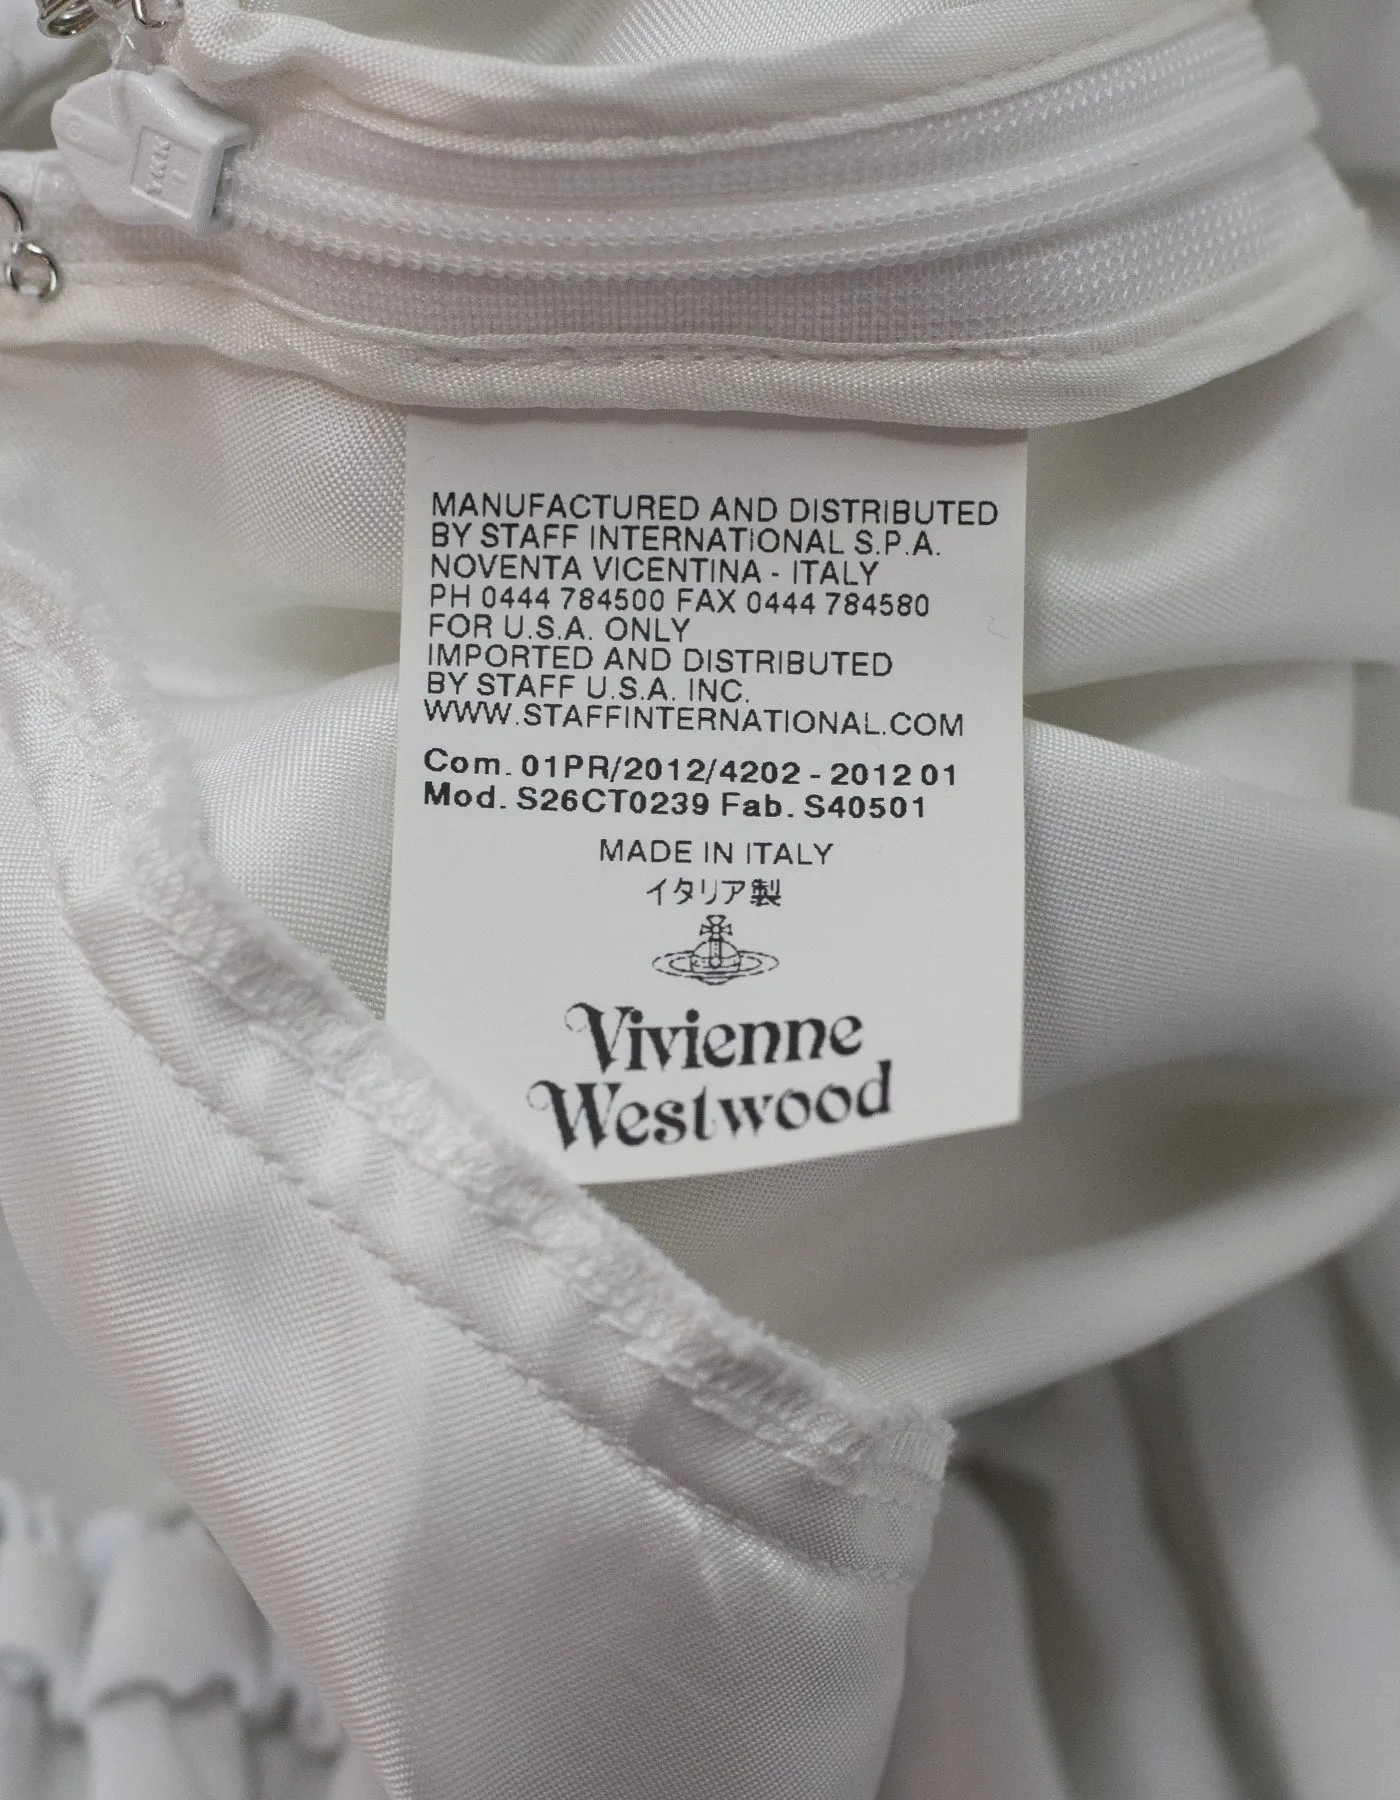 YKK
MANUFACTURED AND DISTRIBUTED
BY STAFF INTERNATIONAL S.P.A.
NOVENTA VICENTINA - ITALY
PH 0444 784500 FAX 0444 784580
FOR U.S.A. ONLY
IMPORTED AND DISTRIBUTED
BY STAFF U.S.A. INC.
WWW.STAFFINTERNATIONAL.COM
Com. 01PR/2012/4202 - 2012 01
Mod. S26CT0239 Fab. S40501
MADE IN ITALY
イタリア製
Vivienne
Westwood